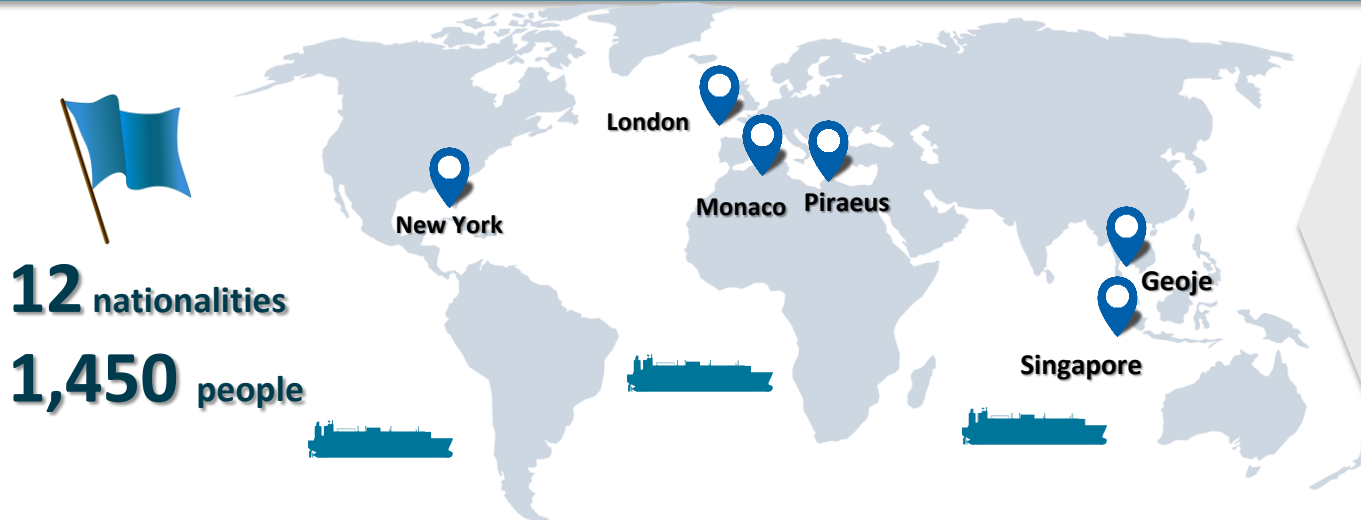 London
Monaco
Piraeus
New York
12 nationalities
Geoje
1,450 people
Singapore